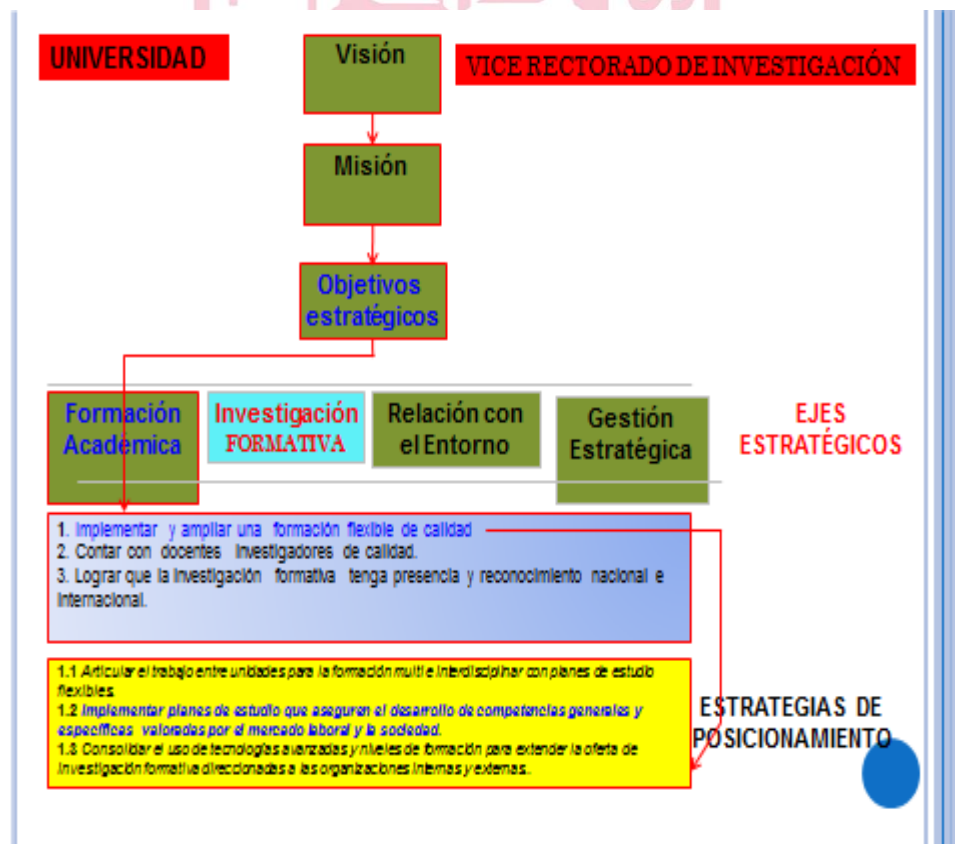 UNIVERSIDAD
Visión
VICE RECTORADO DE INVESTIGACIÓN
Misión
Objetivos
estratégicos
Formación
Académica
Investigación
FORMATIVA
Relación con
el Entorno
Gestión
Estratégica
EJES
ESTRATÉGICOS
1. Implementar y ampliar una formación flexible de calidad
2. Contar con docentes investigadores de calidad.
3. Lograr que la investigación formativa tenga presencia y reconocimiento nacional e
internacional.
1.1 Articular el trabajo entre unidades para la formación multi e interdisciplinar con planes de estudio
flexibles.
1.2 Implementar planes de estudio que aseguren el desarrollo de competencias generales y
específicas valoradas por el mercado laboral y la sociedad.
1.3 Consolidar el uso de tecnologías avanzadas y niveles de formación para extender la oferta de
investigación formativa direccionadas a las organizaciones internas y externas..
ESTRATEGIAS DE
POSICIONAMIENTO